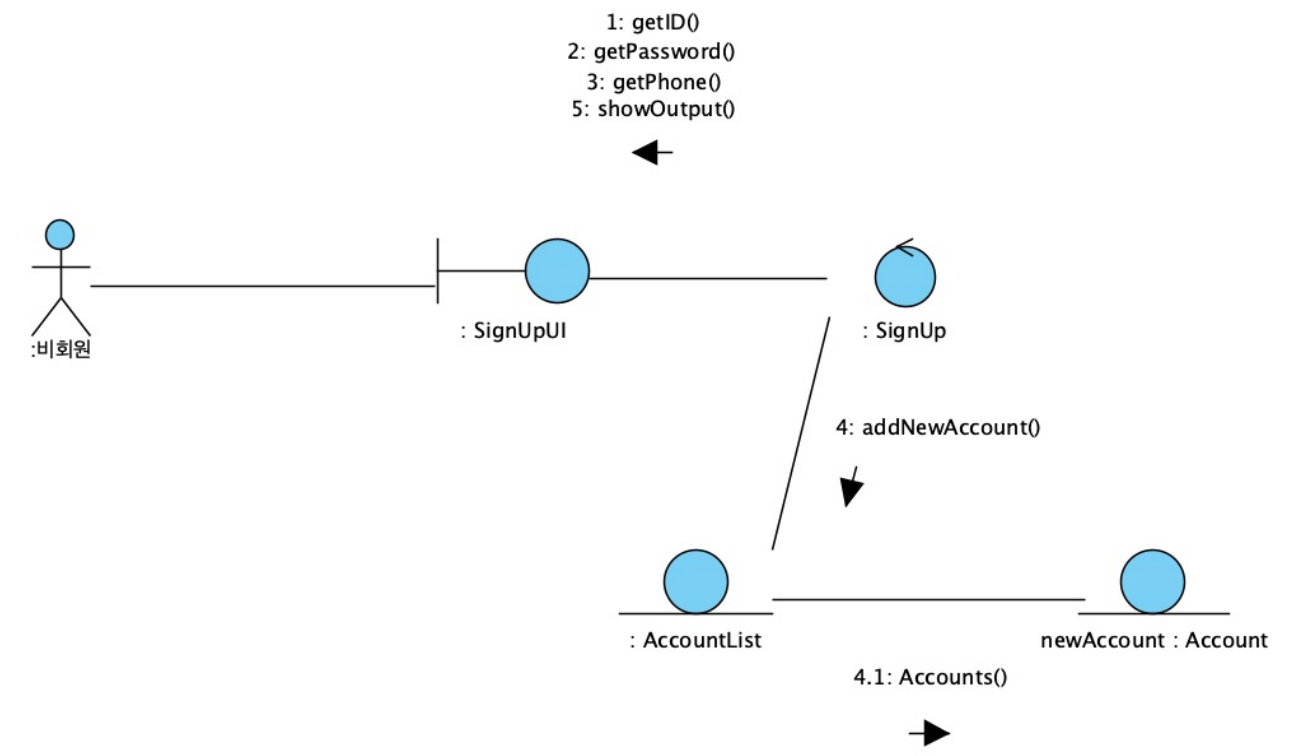 1: getID()
2: getPassword()
3: getPhone()
5: showOutput()
:비회원
: SignUpUI
: SignUp
4: addNewAccount()
: AccountList
newAccount : Account
4.1: Accounts()